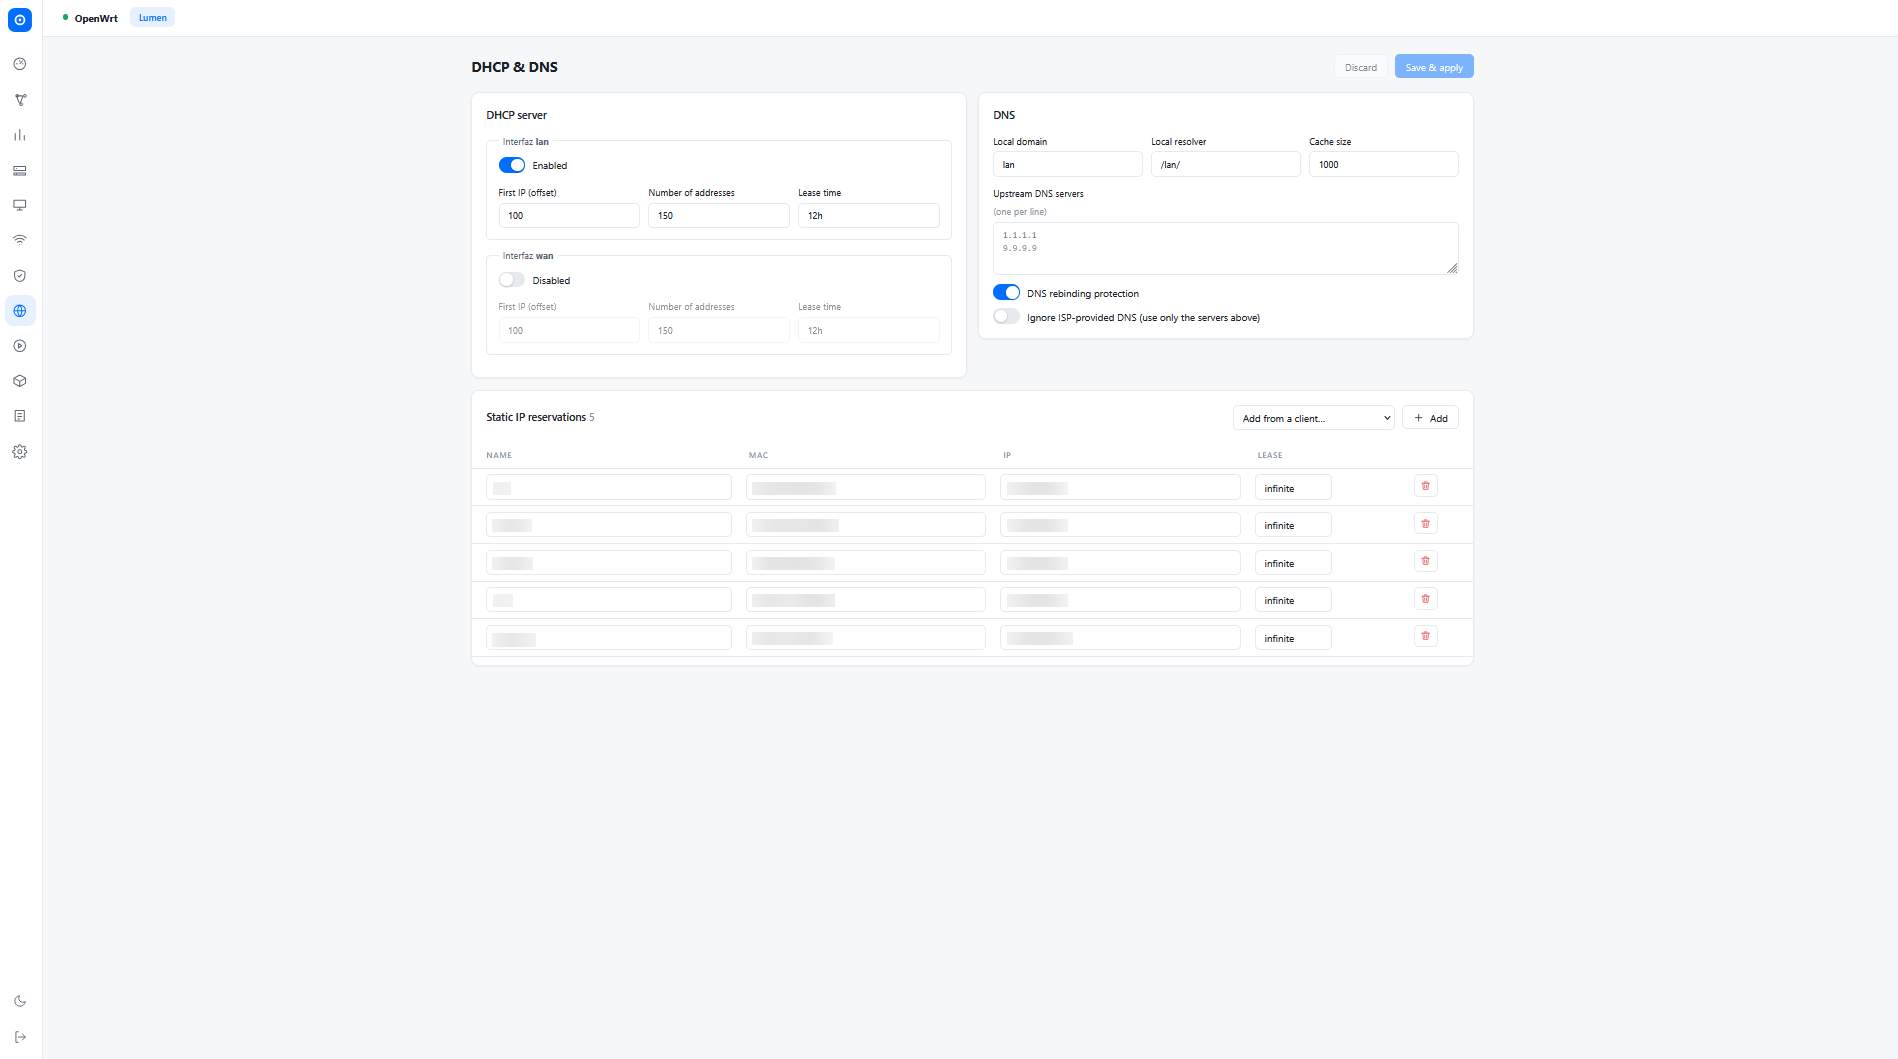 OpenWrt Lumen
DHCP & DNS
Discard Save & apply
DHCP server
Interfaz lan
Enabled
First IP (offset) Number of addresses Lease time
100 150 12h
Interfaz wan
Disabled
First IP (offset) Number of addresses Lease time
100 150 12h
DNS
Local domain Local resolver Cache size
lan /lan/ 1000
Upstream DNS servers
(one per line)
1.1.1.1
9.9.9.9
DNS rebinding protection
Ignore ISP-provided DNS (use only the servers above)
Static IP reservations 5
Add from a client... + Add
NAME MAC IP LEASE
infinite
infinite
infinite
infinite
infinite